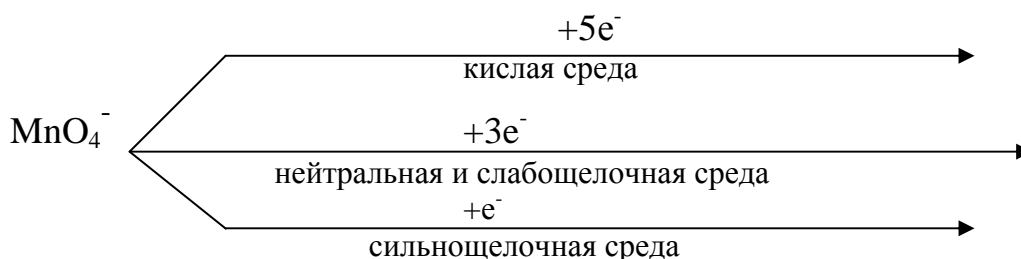 +5e⁻
кислая среда
MnO₄⁻
+3e⁻
нейтральная и слабощелочная среда
+e⁻
сильнощелочная среда